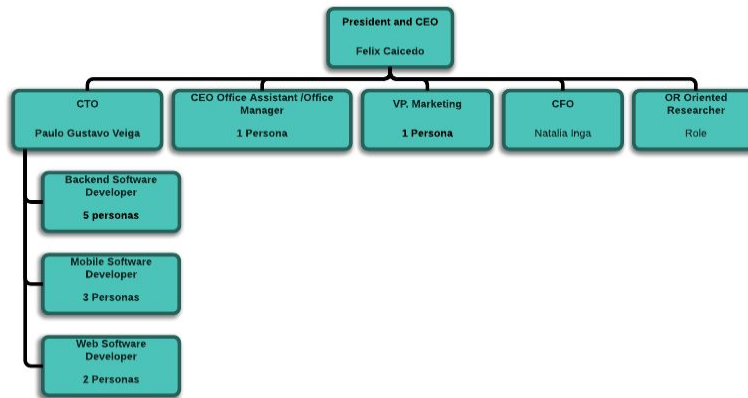 President and CEO
Felix Caicedo
CTO
Paulo Gustavo Veiga
CEO Office Assistant /Office
Manager
1 Persona
VP. Marketing
1 Persona
CFO
Natalia Inga
OR Oriented
Researcher
Role
Backend Software
Developer
5 personas
Mobile Software
Developer
3 Personas
Web Software
Developer
2 Personas